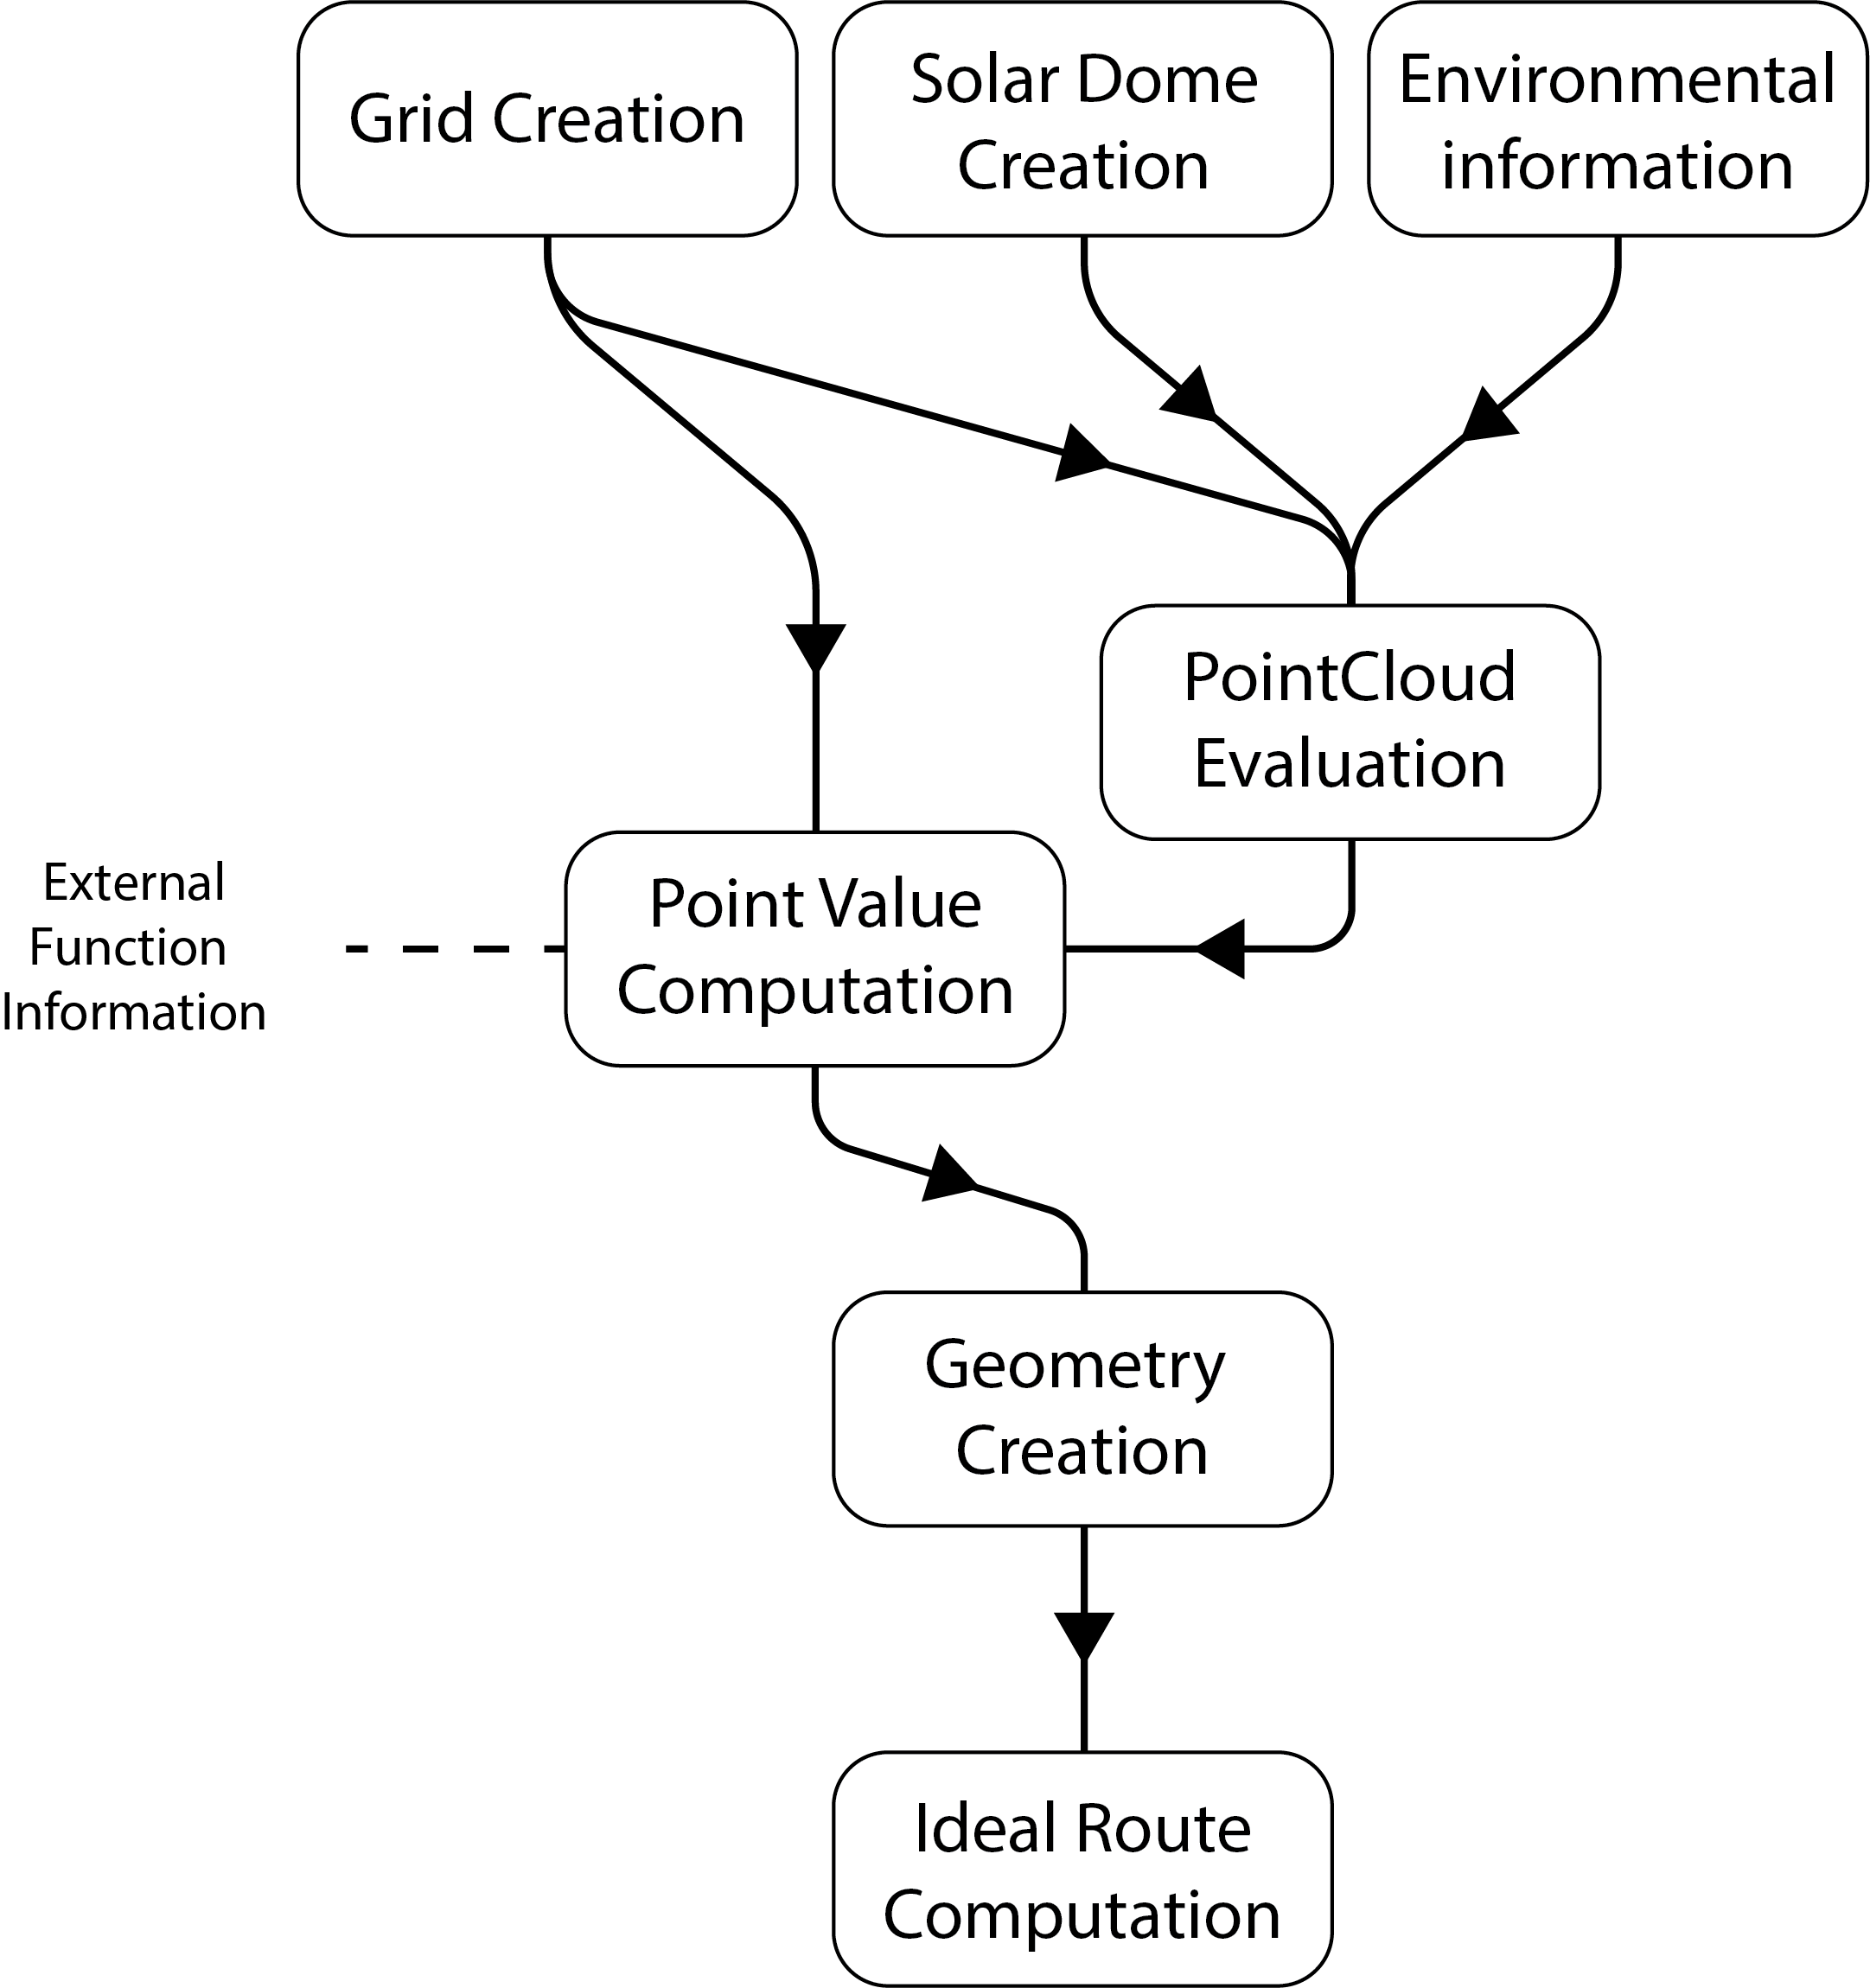 Grid Creation
Solar Dome
Creation
Environmental
information
PointCloud
Evaluation
External
Function
Information
Point Value
Computation
Geometry
Creation
Ideal Route
Computation